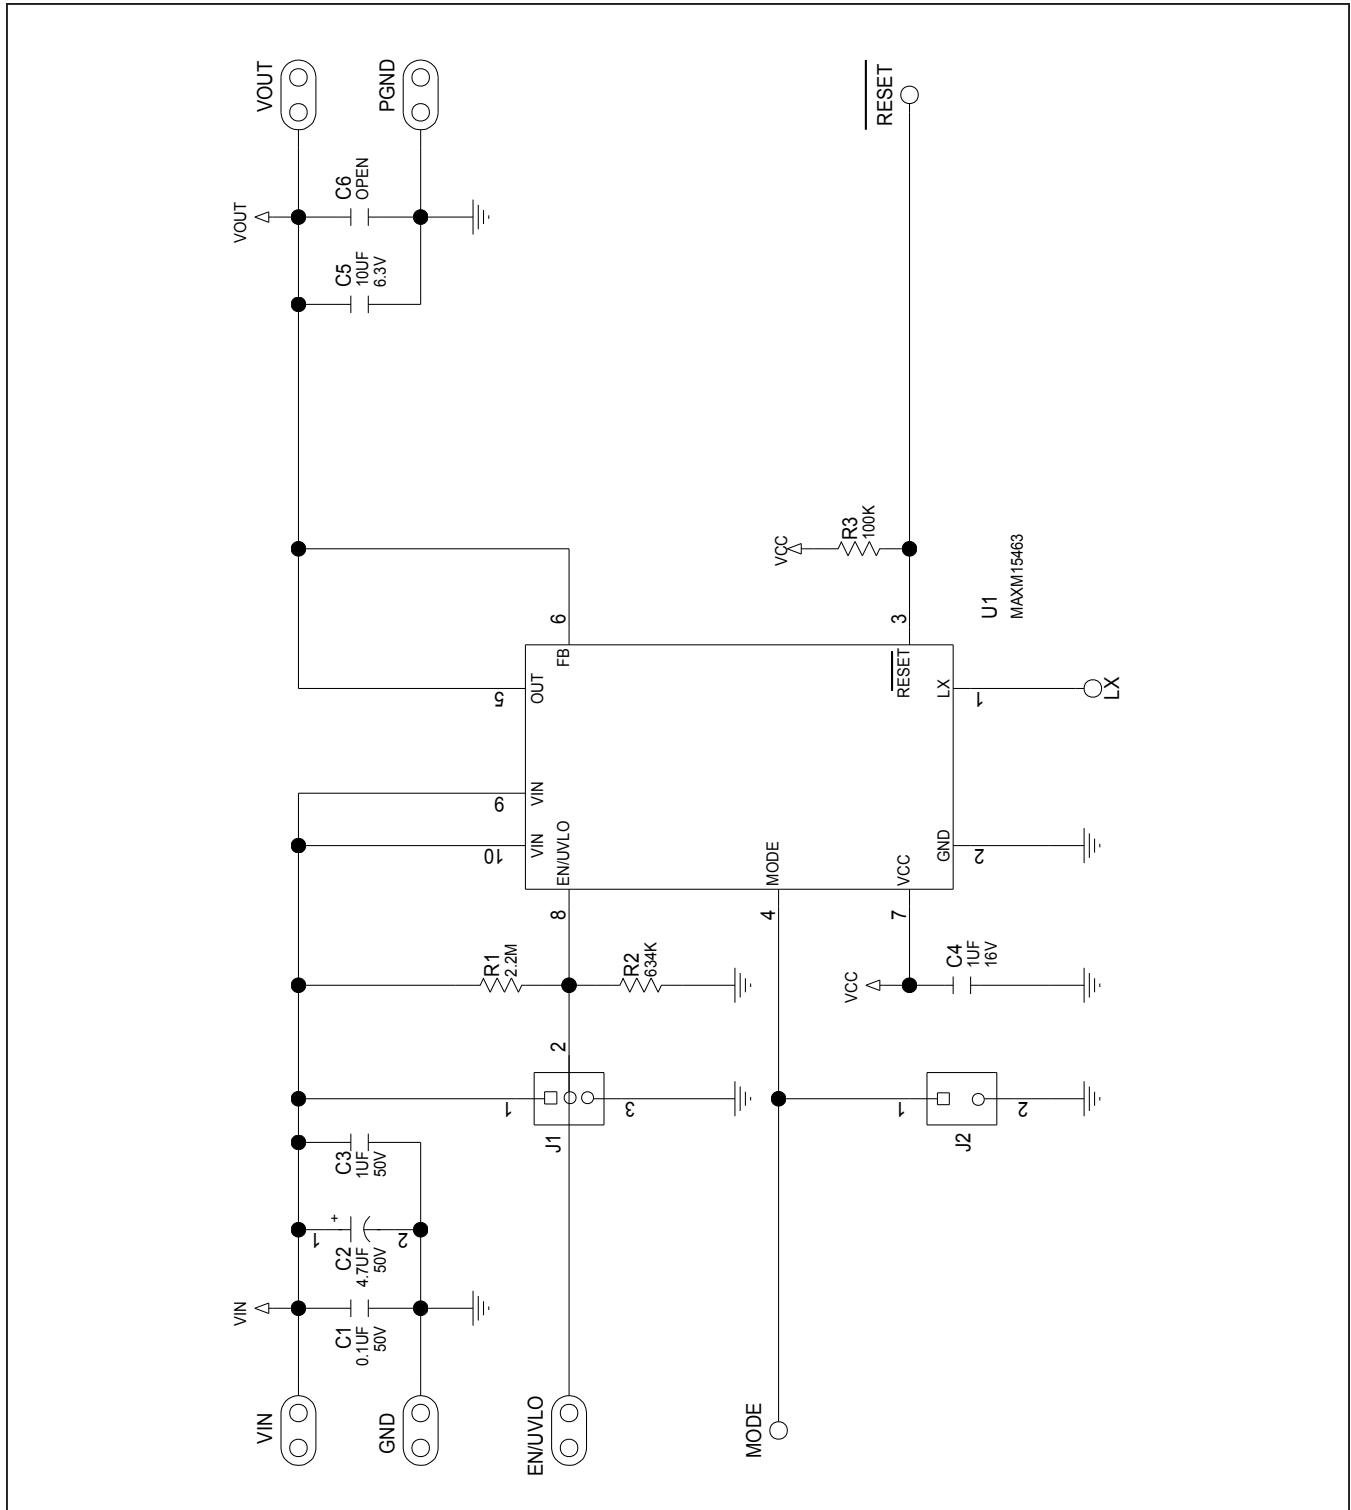 VIN
VIN
C1
0.1UF
50V
1
+
2
C2
4.7UF
50V
C3
1UF
50V
GND
VOUT
VOUT
C5
10UF
6.3V
C6
OPEN
PGND
EN/UVLO
J1
1
2
3
R1
2.2M
R2
634K
8
EN/UVLO
10
VIN
9
VIN
5
OUT
6
FB
MODE
4
MODE
J2
1
2
VCC
C4
1UF
16V
7
VCC
2
GND
1
LX
LX
3
RESET
VCC
R3
100K
RESET
U1
MAXM15463